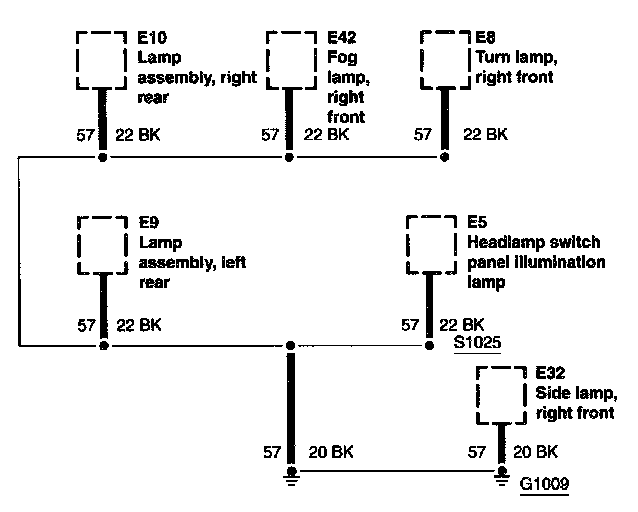 E10
Lamp
assembly, right
rear
57 22 BK
E42
Fog
lamp,
right
front
57 22 BK
E8
Turn lamp,
right front
57 22 BK
E9
Lamp
assembly, left
rear
57 22 BK
E5
Headlamp switch
panel illumination
lamp
57 22 BK
S1025
E32
Side lamp,
right front
57 20 BK
57 20 BK
G1009